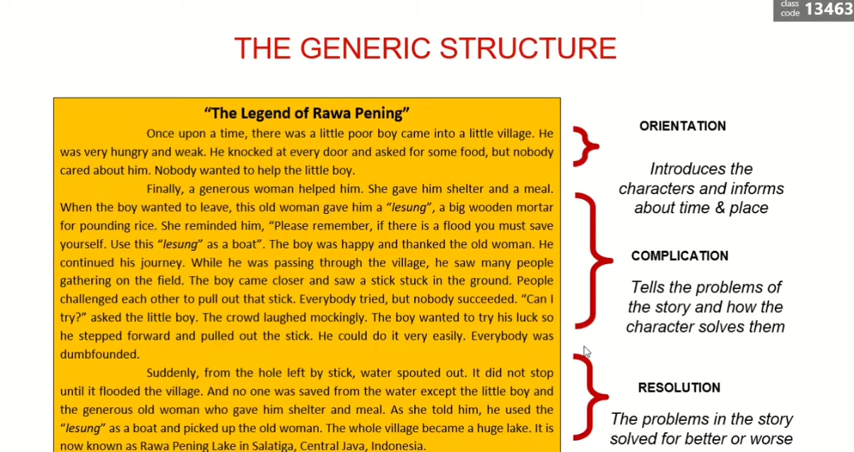 class
code 13463
THE GENERIC STRUCTURE
“The Legend of Rawa Pening”
Once upon a time, there was a little poor boy came into a little village. He
was very hungry and weak. He knocked at every door and asked for some food, but nobody
cared about him. Nobody wanted to help the little boy.
Finally, a generous woman helped him. She gave him shelter and a meal.
When the boy wanted to leave, this old woman gave him a “lesung”, a big wooden mortar
for pounding rice. She reminded him, “Please remember, if there is a flood you must save
yourself. Use this “lesung” as a boat”. The boy was happy and thanked the old woman. He
continued his journey. While he was passing through the village, he saw many people
gathering on the field. The boy came closer and saw a stick stuck in the ground. People
challenged each other to pull out that stick. Everybody tried, but nobody succeeded. “Can I
try?” asked the little boy. The crowd laughed mockingly. The boy wanted to try his luck so
he stepped forward and pulled out the stick. He could do it very easily. Everybody was
dumbfounded.
Suddenly, from the hole left by stick, water spouted out. It did not stop
until it flooded the village. And no one was saved from the water except the little boy and
the generous old woman who gave him shelter and meal. As she told him, he used the
“lesung” as a boat and picked up the old woman. The whole village became a huge lake. It is
now known as Rawa Pening Lake in Salatiga, Central Java, Indonesia.
ORIENTATION
Introduces the
characters and informs
about time & place
COMPLICATION
Tells the problems of
the story and how the
character solves them
RESOLUTION
The problems in the story
solved for better or worse